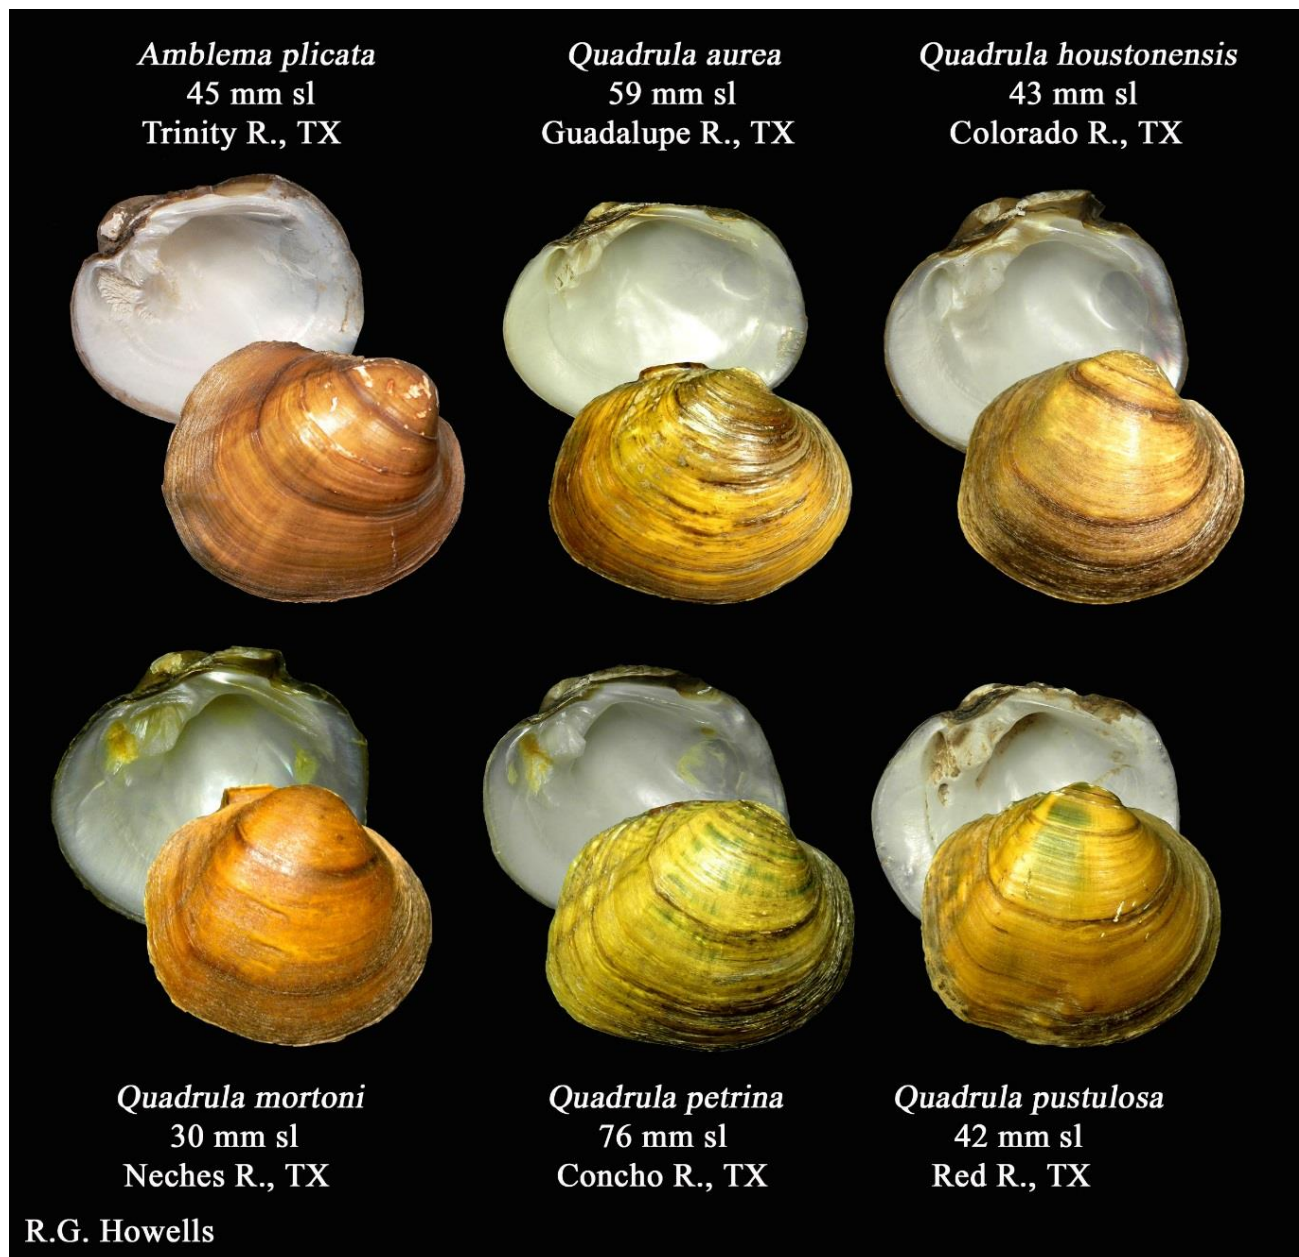 Amblema plicata
45 mm sl
Trinity R., TX
Quadrula aurea
59 mm sl
Guadalupe R., TX
Quadrula houstonensis
43 mm sl
Colorado R., TX
Quadrula mortoni
30 mm sl
Neches R., TX
Quadrula petrina
76 mm sl
Concho R., TX
Quadrula pustulosa
42 mm sl
Red R., TX
R.G. Howells